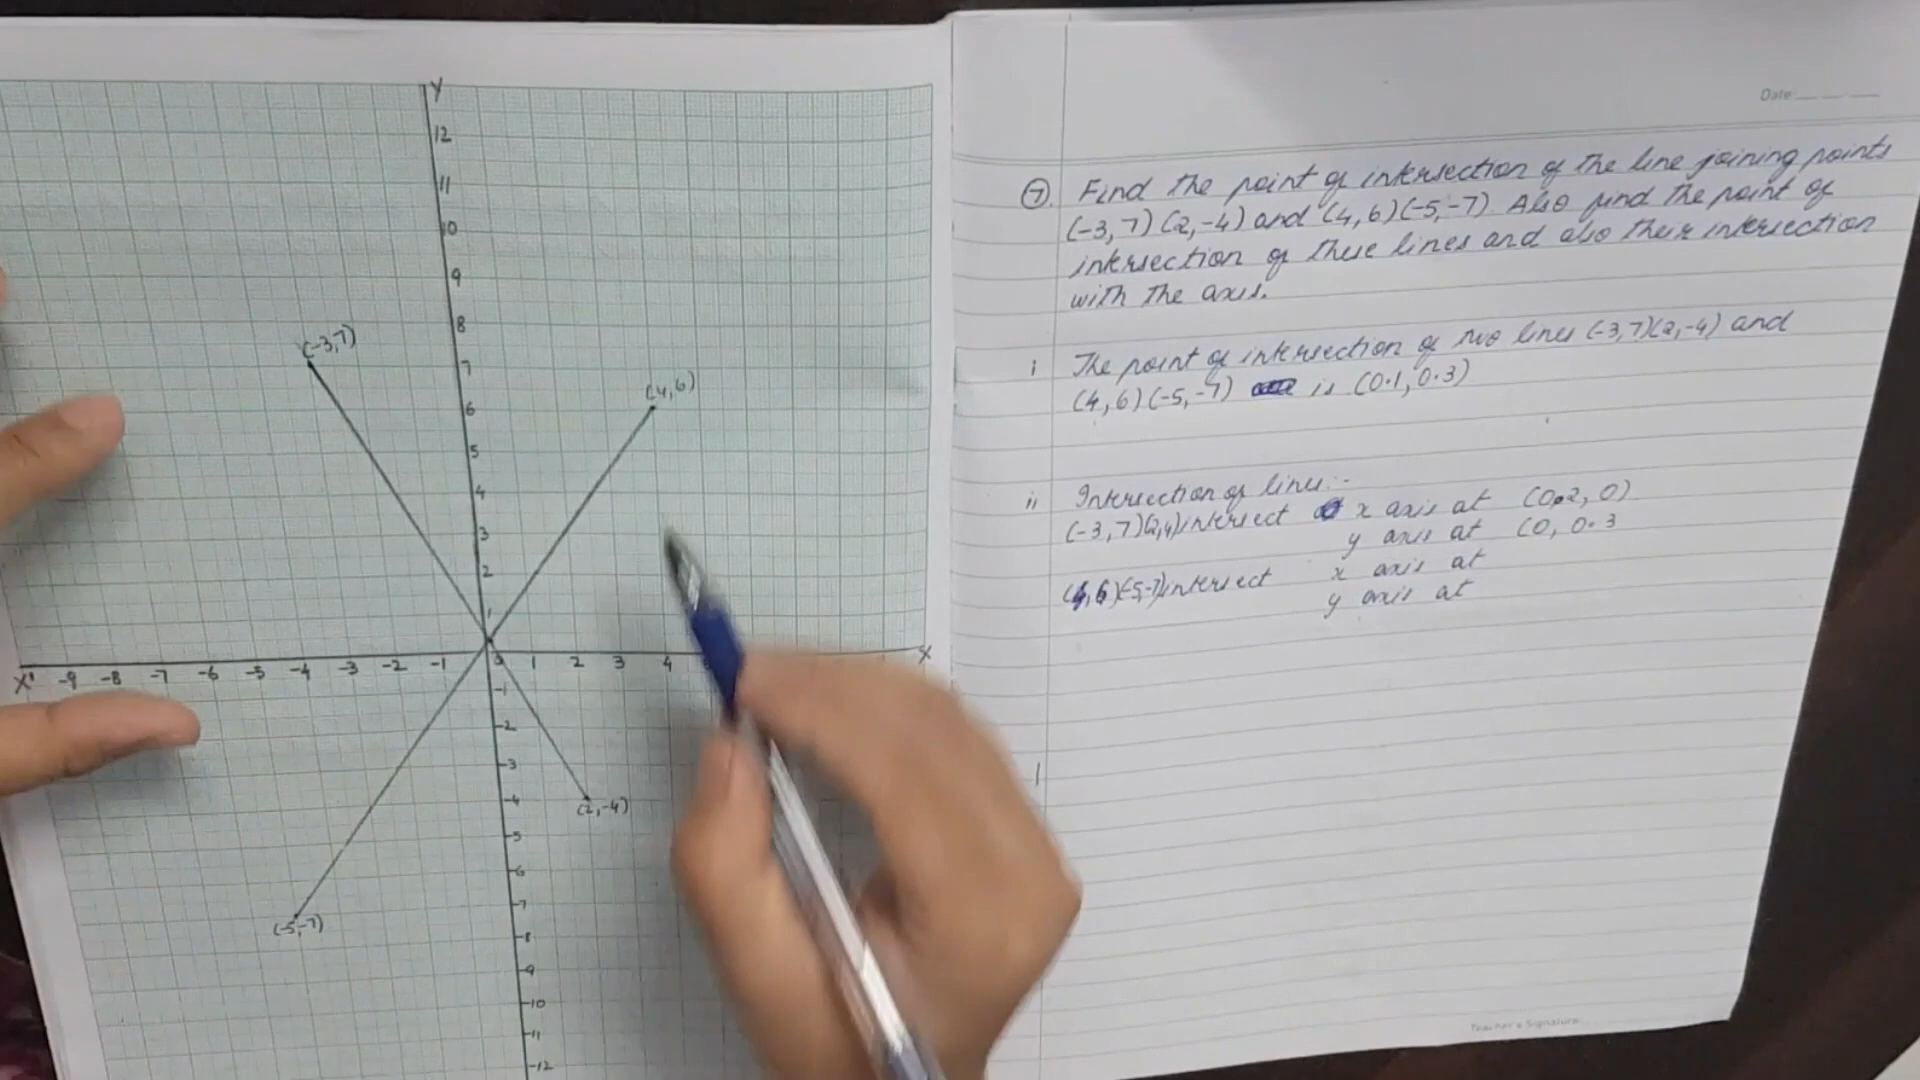 Y
12
11
10
9
8
7
6
5
4
3
2
1
(-3,7)
(4,6)
X' -9 -8 -7 -6 -5 -4 -3 -2 -1 0 1 2 3 4 X
-1
-2
-3
-4
-5
-6
-7
-8
-9
-10
-11
-12
(2,-4)
(-5,-7)
Date
7 Find the point of intersection of the line joining points
(-3,7) (2,-4) and (4,6) (-5,-7). Also find the point of
intersection of these lines and also their intersection
with the axis.
i The point of intersection of two lines (-3,7)(2,-4) and
(4,6) (-5,-7) is (0.1, 0.3)
ii Intersection of lines:-
(-3,7)(2,4) intersect x axis at (0.2, 0)
y axis at (0, 0.3
(4,6)(-5,-7) intersect x axis at
y axis at
Teacher's Signature